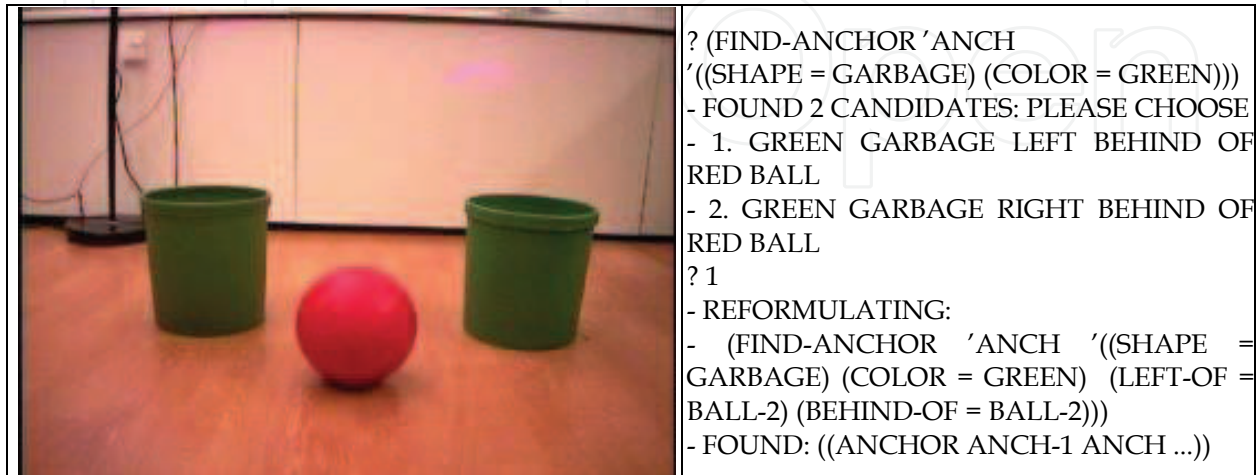 ? (FIND-ANCHOR ’ANCH
’((SHAPE = GARBAGE) (COLOR = GREEN)))
- FOUND 2 CANDIDATES: PLEASE CHOOSE
- 1. GREEN GARBAGE LEFT BEHIND OF
RED BALL
- 2. GREEN GARBAGE RIGHT BEHIND OF
RED BALL
? 1
- REFORMULATING:
- (FIND-ANCHOR ’ANCH ’((SHAPE =
GARBAGE) (COLOR = GREEN) (LEFT-OF =
BALL-2) (BEHIND-OF = BALL-2)))
- FOUND: ((ANCHOR ANCH-1 ANCH ...))
open